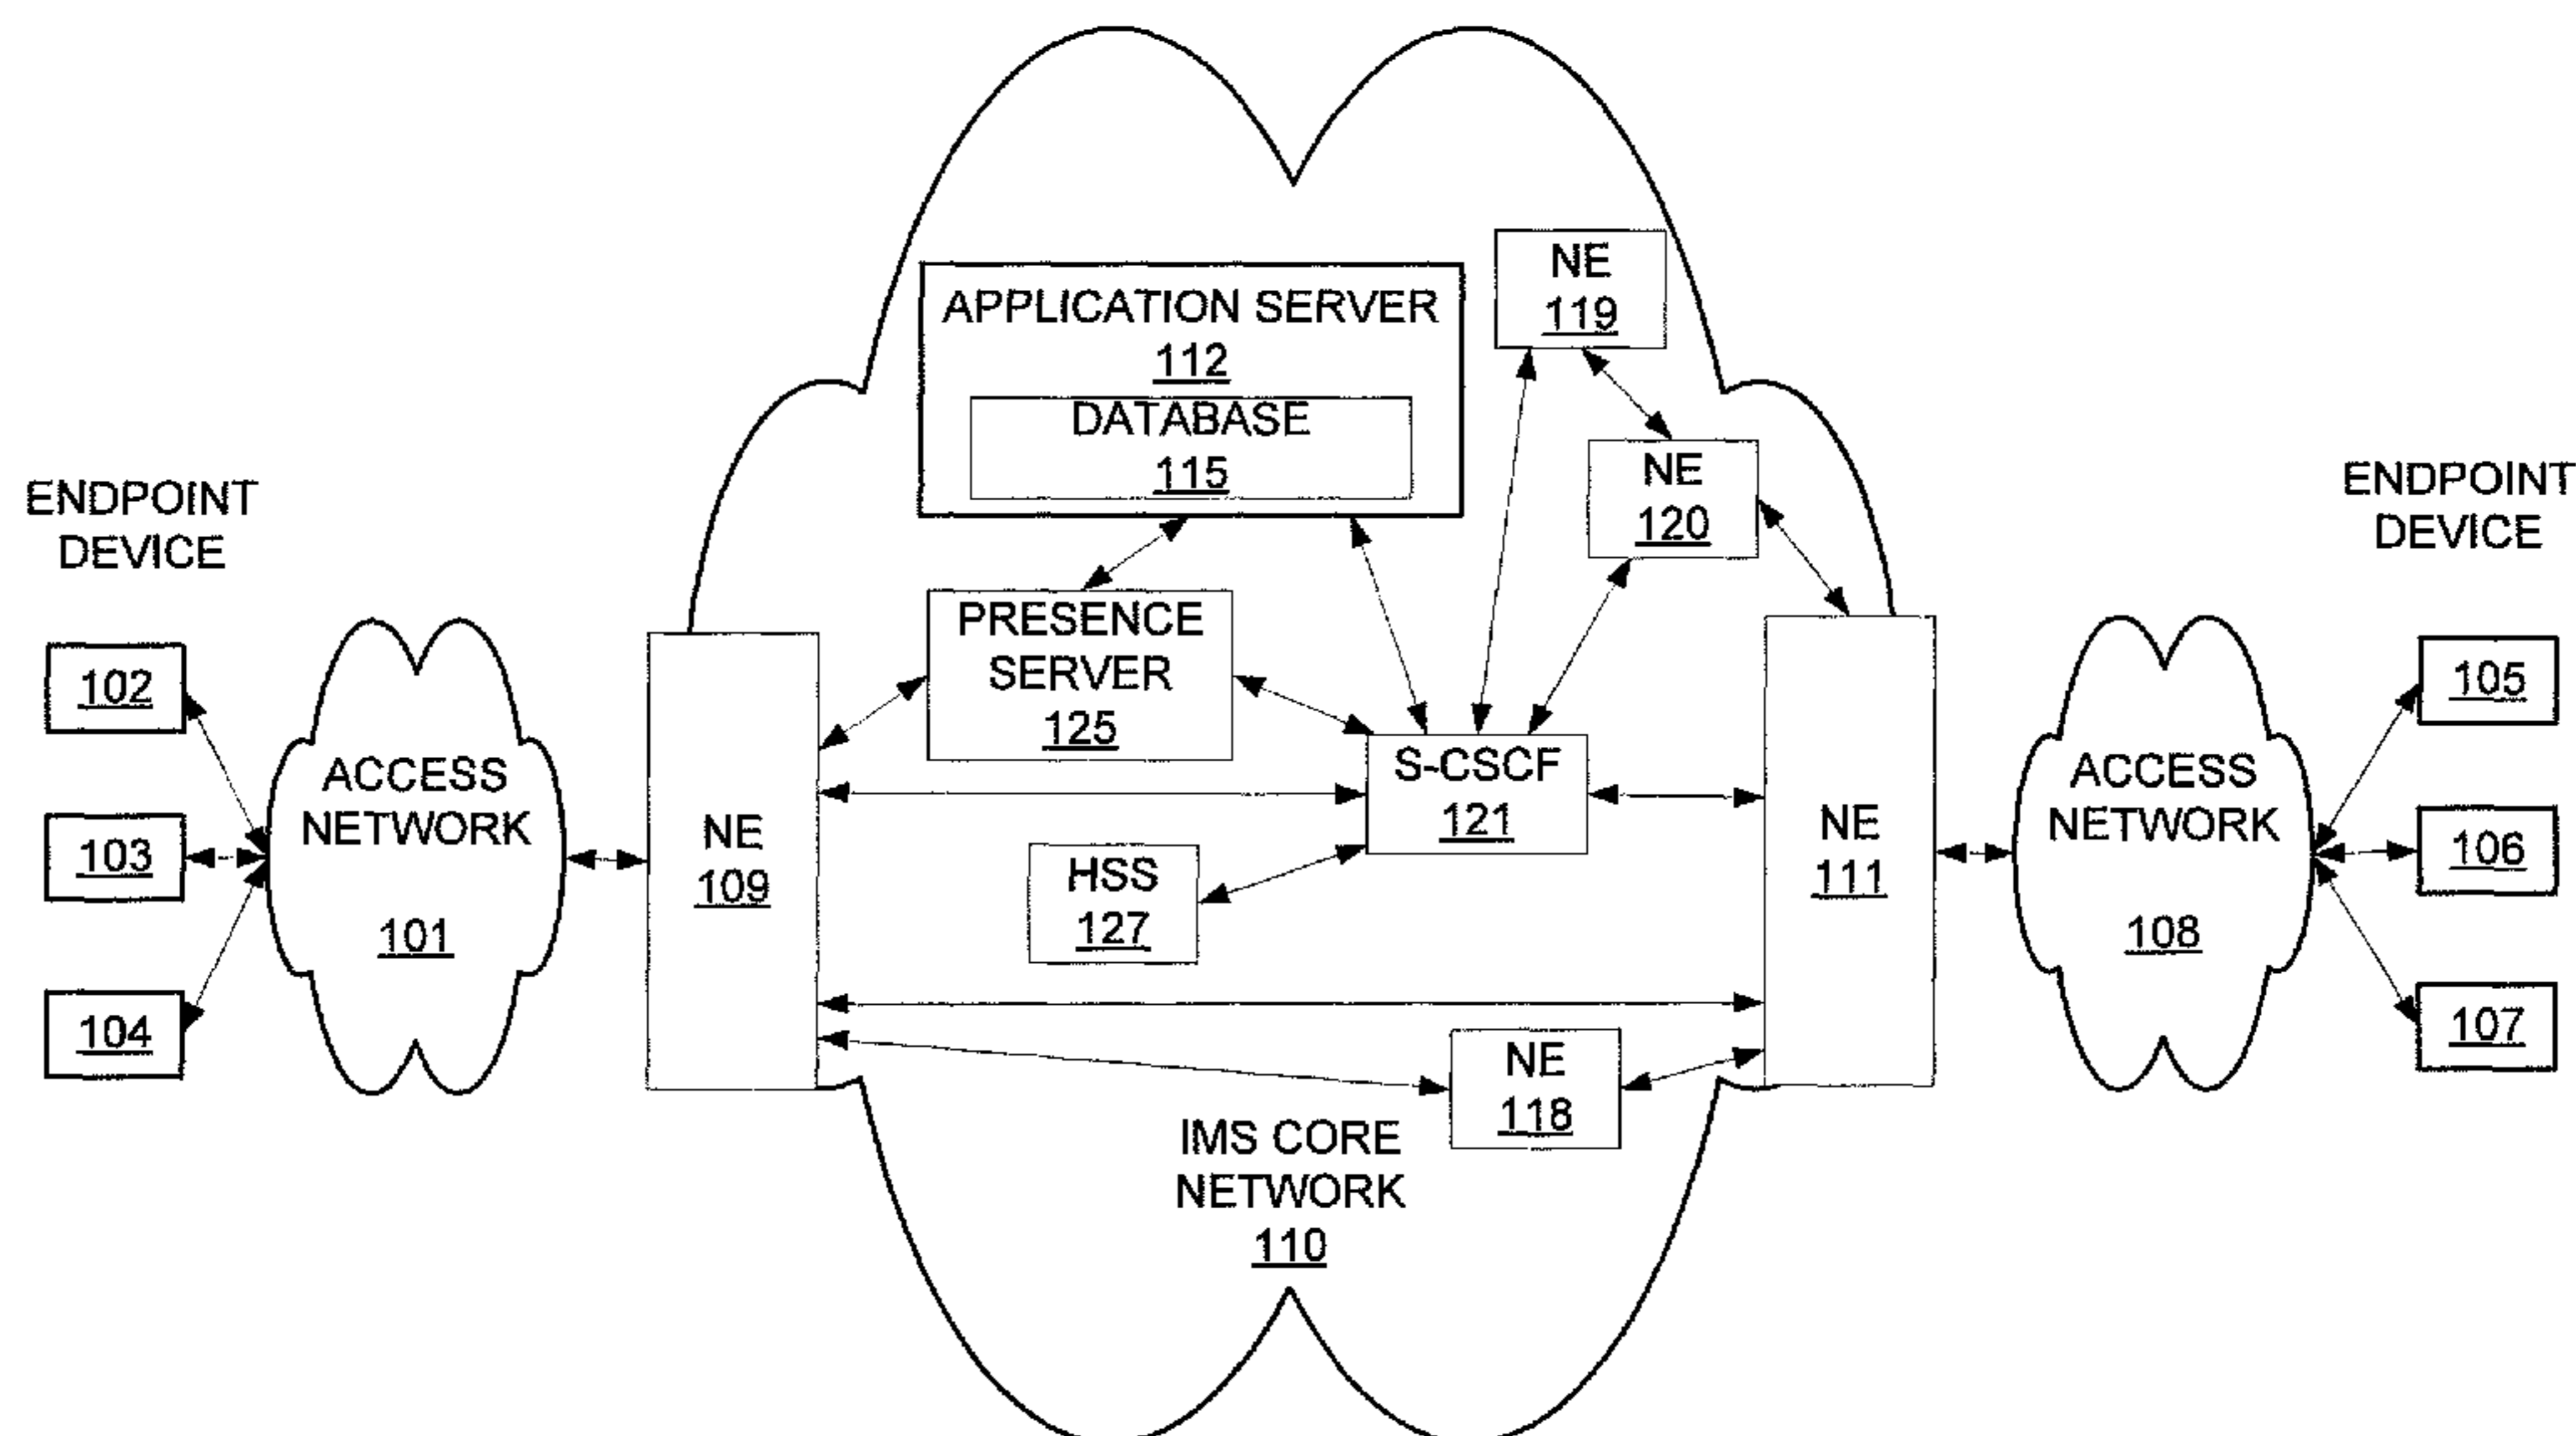 ENDPOINT
DEVICE
102
103
104
ACCESS
NETWORK
101
NE
109
APPLICATION SERVER
112
DATABASE
115
PRESENCE
SERVER
125
NE
119
NE
120
S-CSCF
121
HSS
127
NE
118
IMS CORE
NETWORK
110
NE
111
ACCESS
NETWORK
108
ENDPOINT
DEVICE
105
106
107